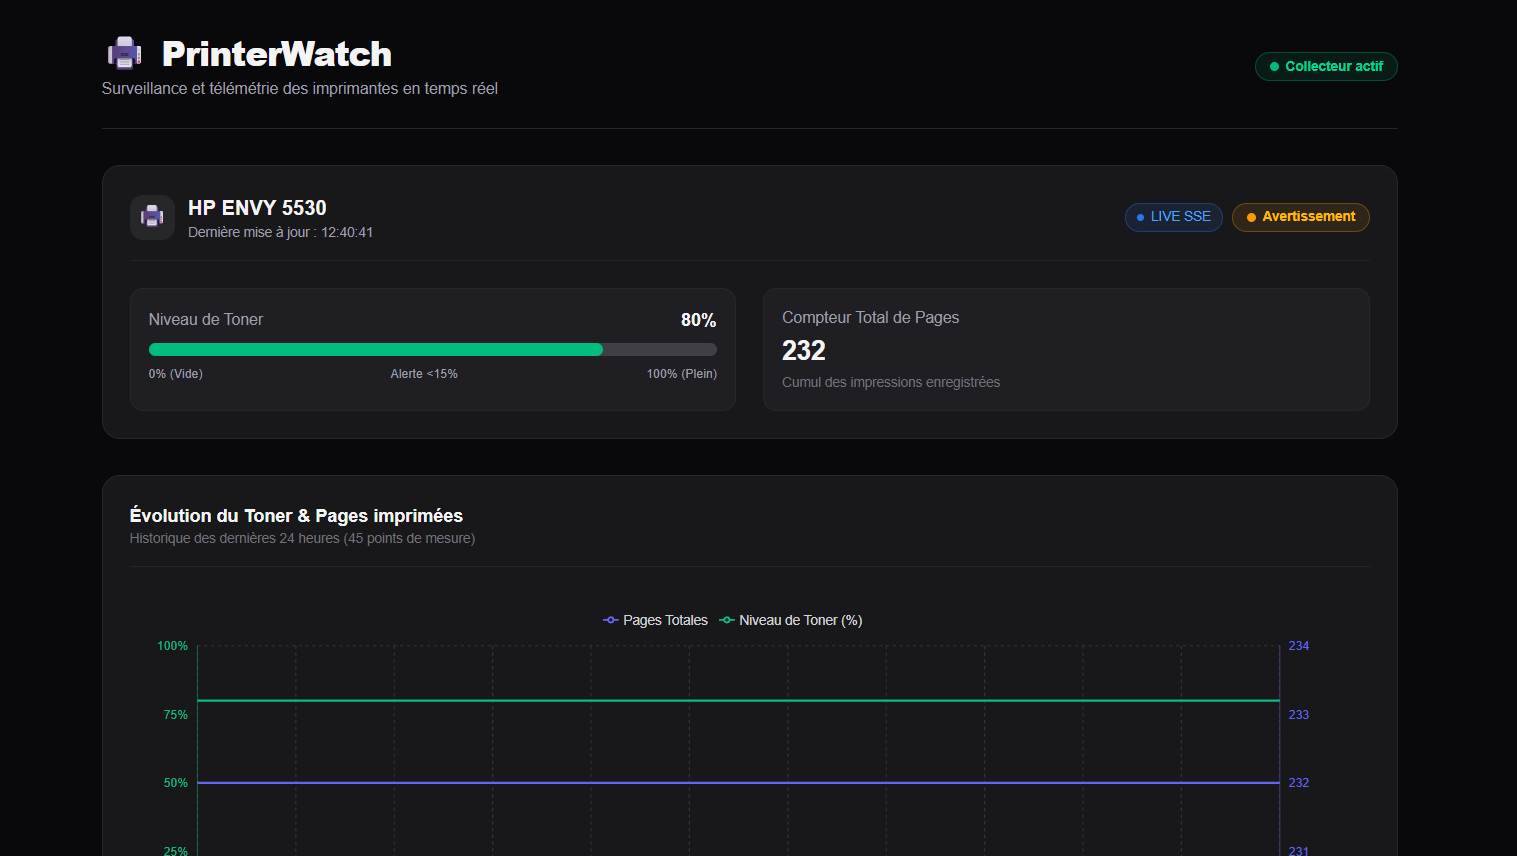 PrinterWatch
Surveillance et télémétrie des imprimantes en temps réel
Collecteur actif
HP ENVY 5530
Dernière mise à jour : 12:40:41
LIVE SSE
Avertissement
Niveau de Toner
80%
0% (Vide)
Alerte <15%
100% (Plein)
Compteur Total de Pages
232
Cumul des impressions enregistrées
Évolution du Toner & Pages imprimées
Historique des dernières 24 heures (45 points de mesure)
Pages Totales
Niveau de Toner (%)
100%
234
75%
233
50%
232
25%
231